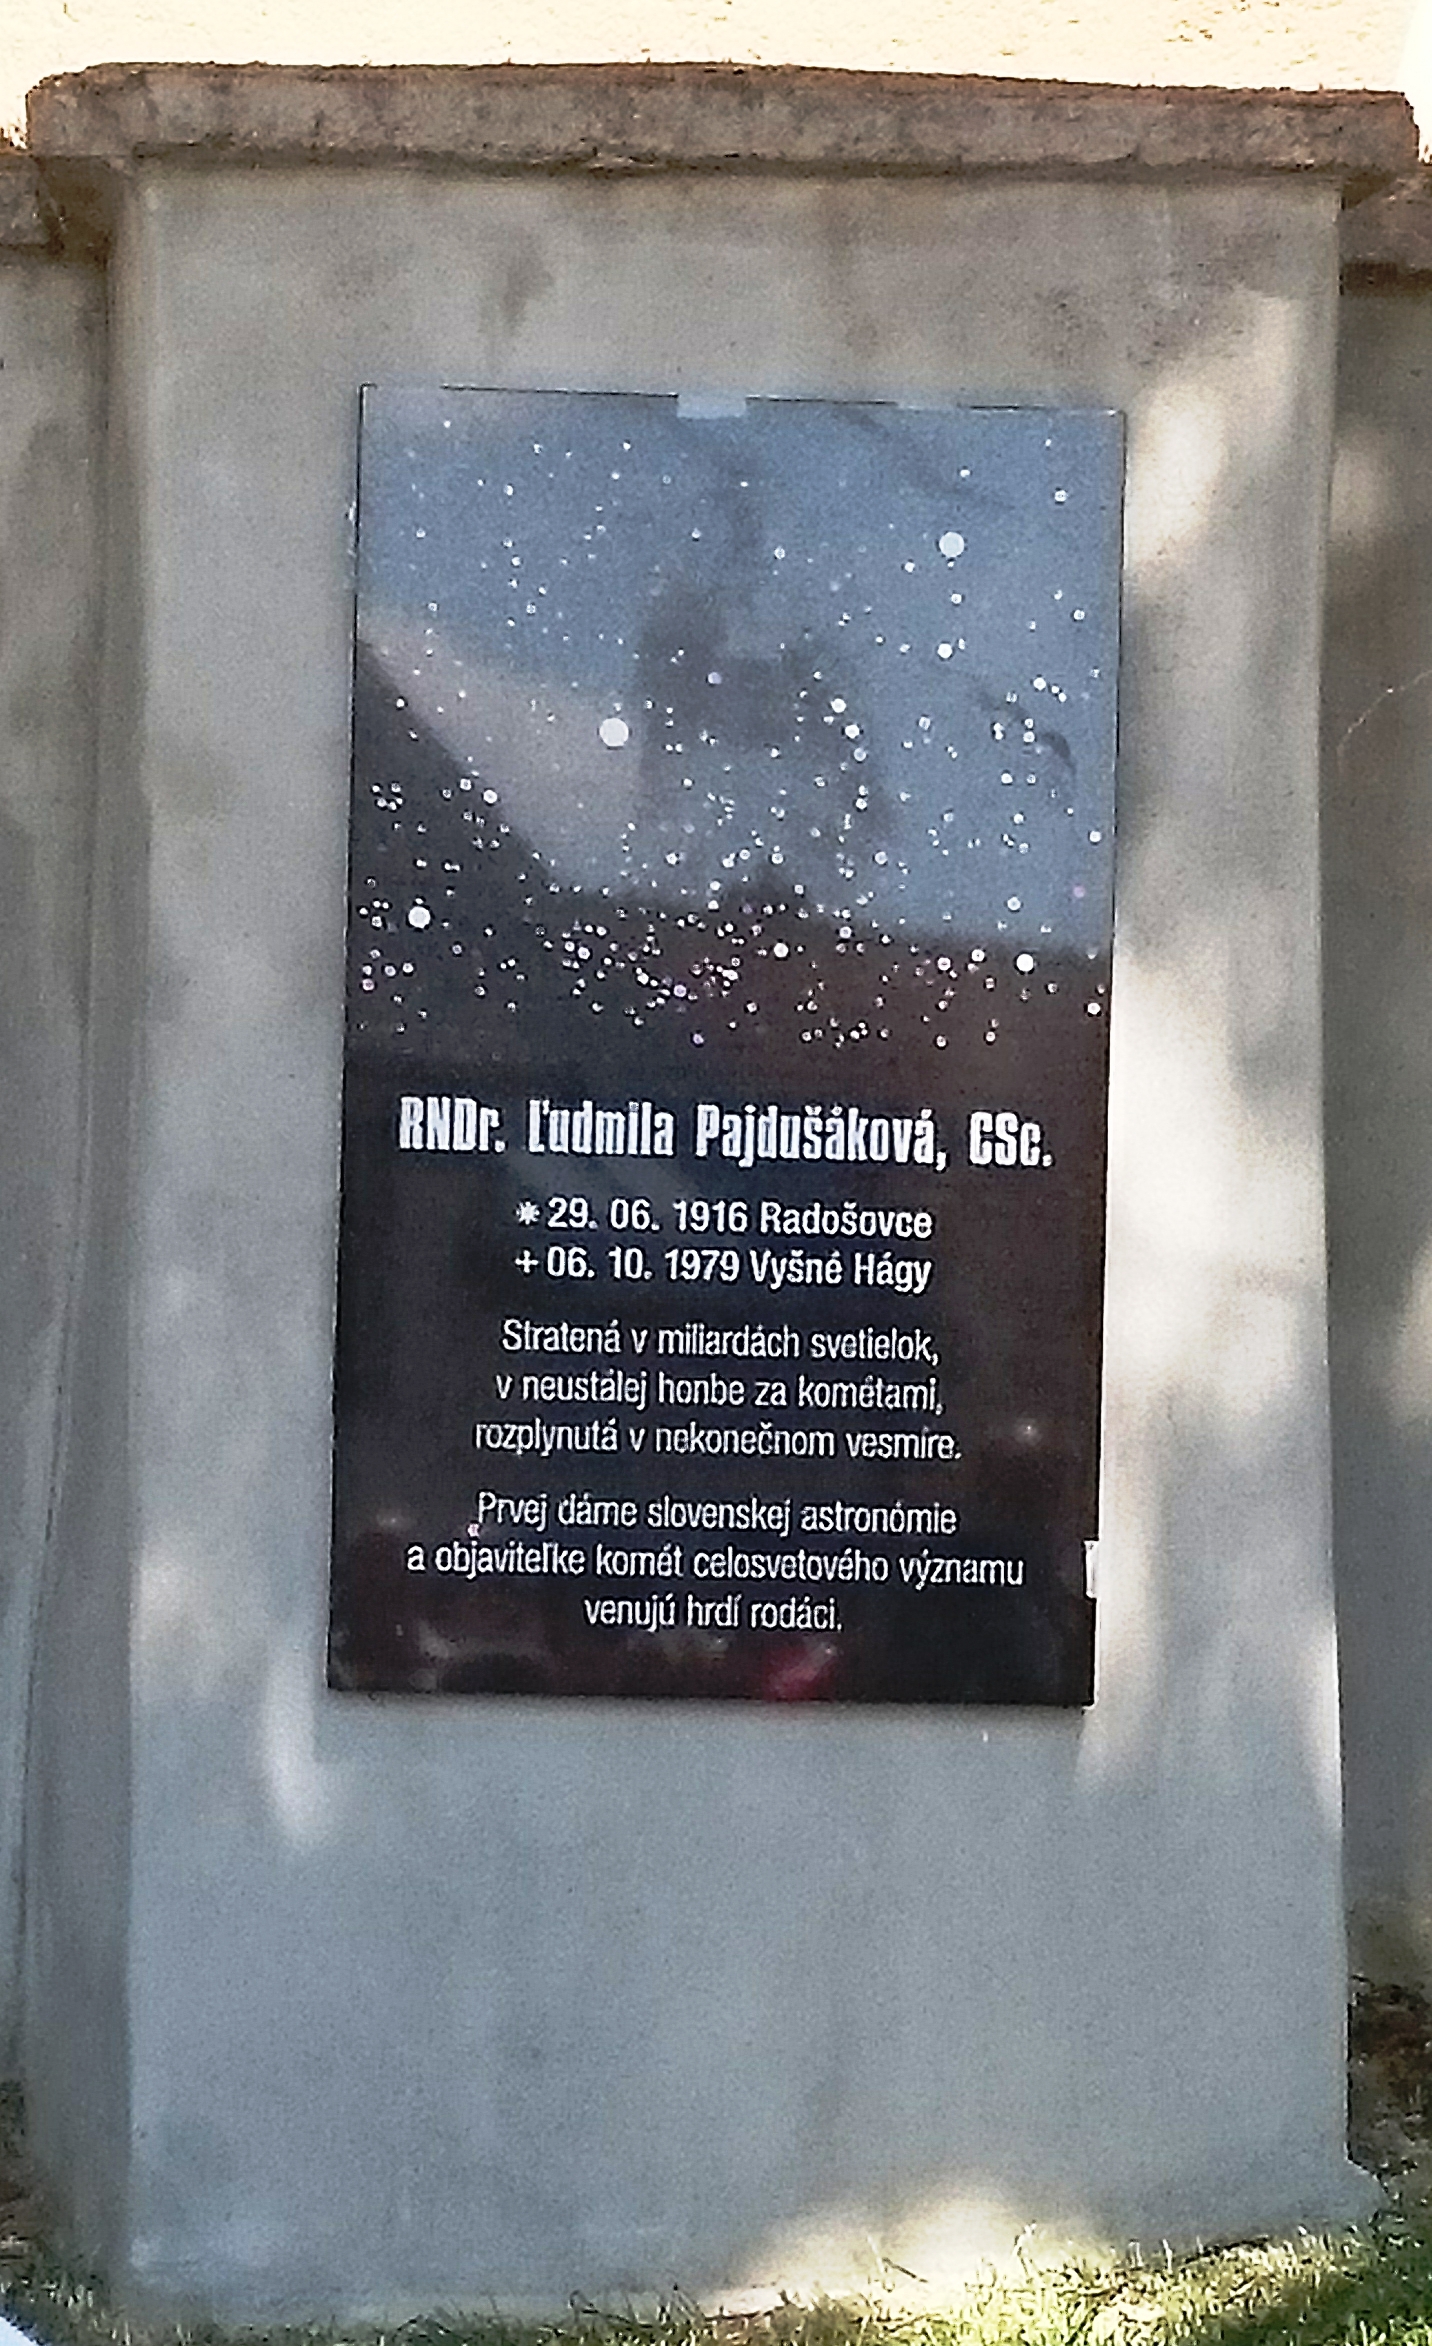 RNDr. Ľudmila Pajdušáková, CSc.
* 29. 06. 1916 Radošovce
+ 06. 10. 1979 Vyšné Hágy
Stratená v miliardách svetielok,
v neustálej honbe za kométami,
rozplynutá v nekonečnom vesmíre.
Prvej dáme slovenskej astronómie
a objaviteľke komét celosvetového významu
venujú hrdí rodáci.